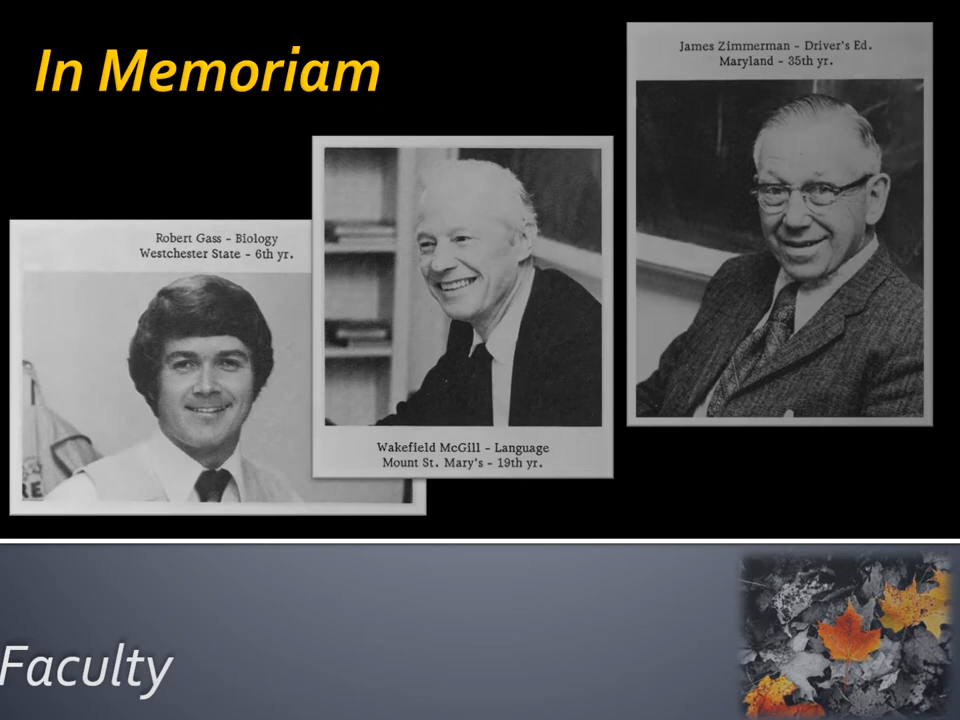 In Memoriam
James Zimmerman - Driver's Ed.
Maryland - 35th yr.
Robert Gass - Biology
Westchester State - 6th yr.
Wakefield McGill - Language
Mount St. Mary's - 19th yr.
RE
Faculty